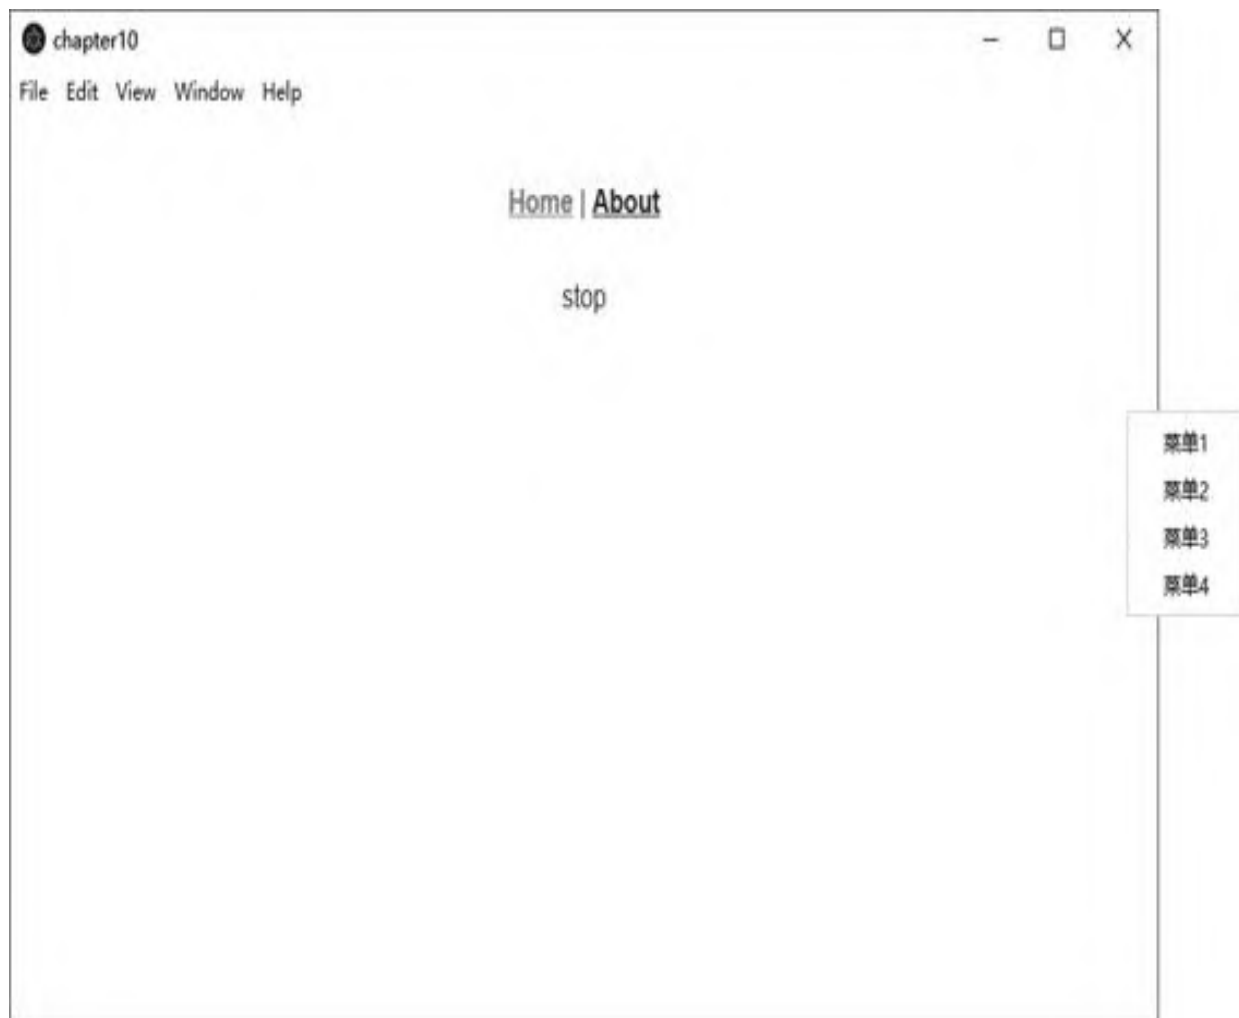 chapter10
File Edit View Window Help
Home | About
stop
菜单1
菜单2
菜单3
菜单4